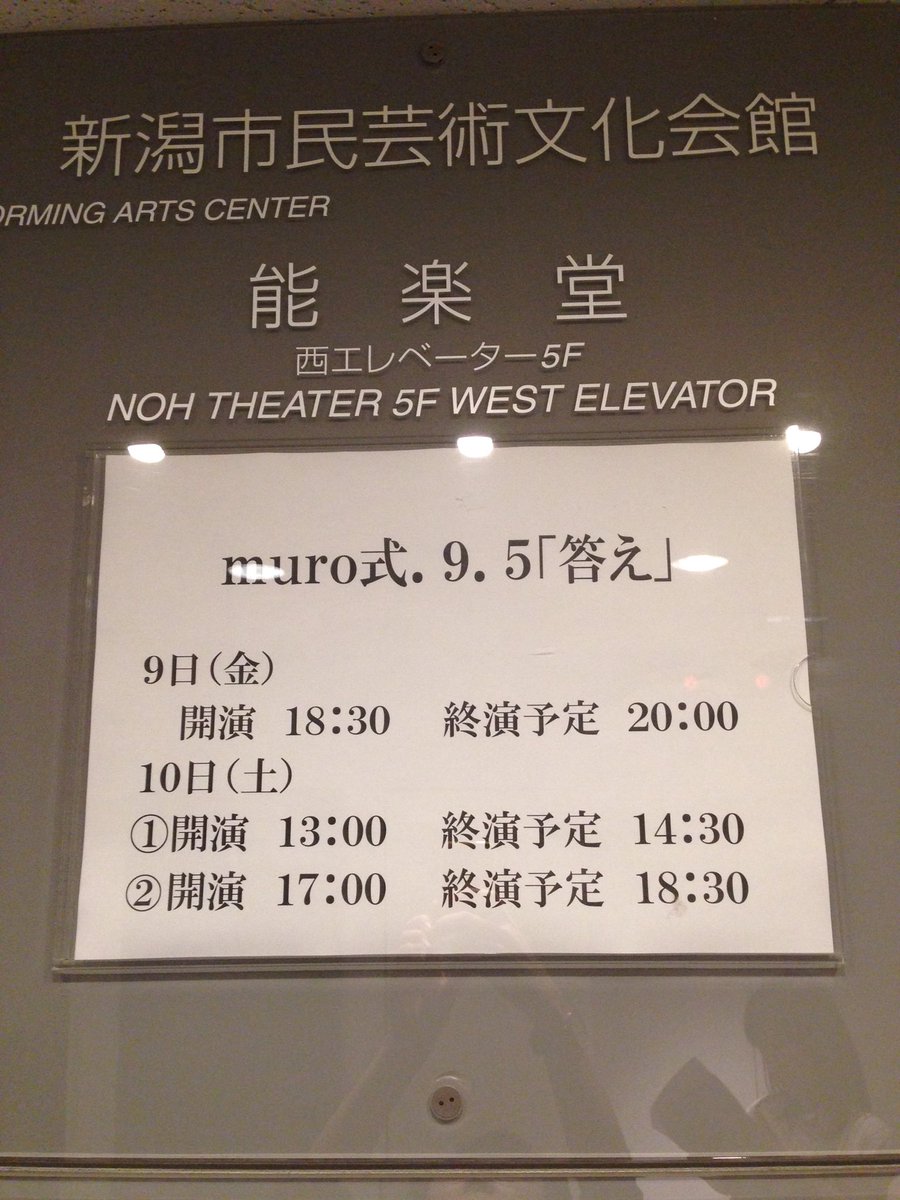 新潟市民芸術文化会館
ORMING ARTS CENTER
能 楽 堂
西エレベーター5F
NOH THEATER 5F WEST ELEVATOR
muro式．9．5「答え」
9日（金）
開演 18：30 終演予定 20：00
10日（土）
①開演 13：00 終演予定 14：30
②開演 17：00 終演予定 18：30